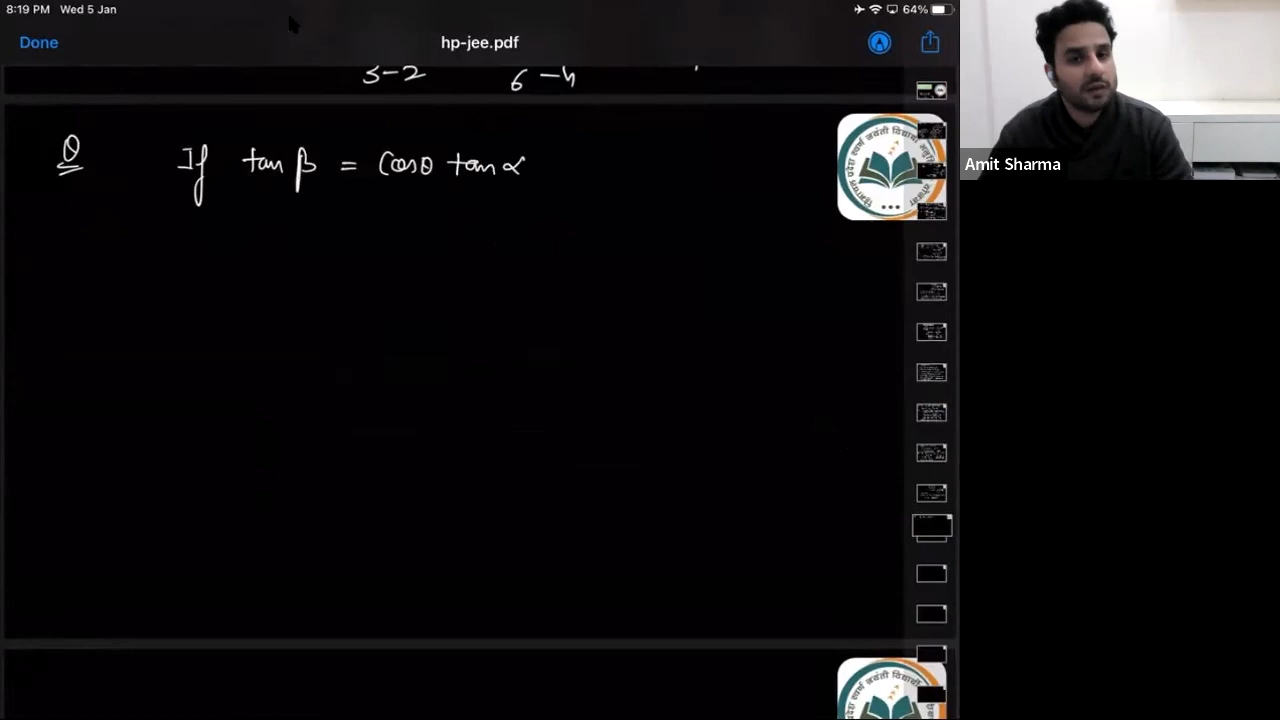 8:19 PM Wed 5 Jan
64%
Done
hp-jee.pdf
5-2 6-4
Q If tan β = cosθ tan α
Amit Sharma